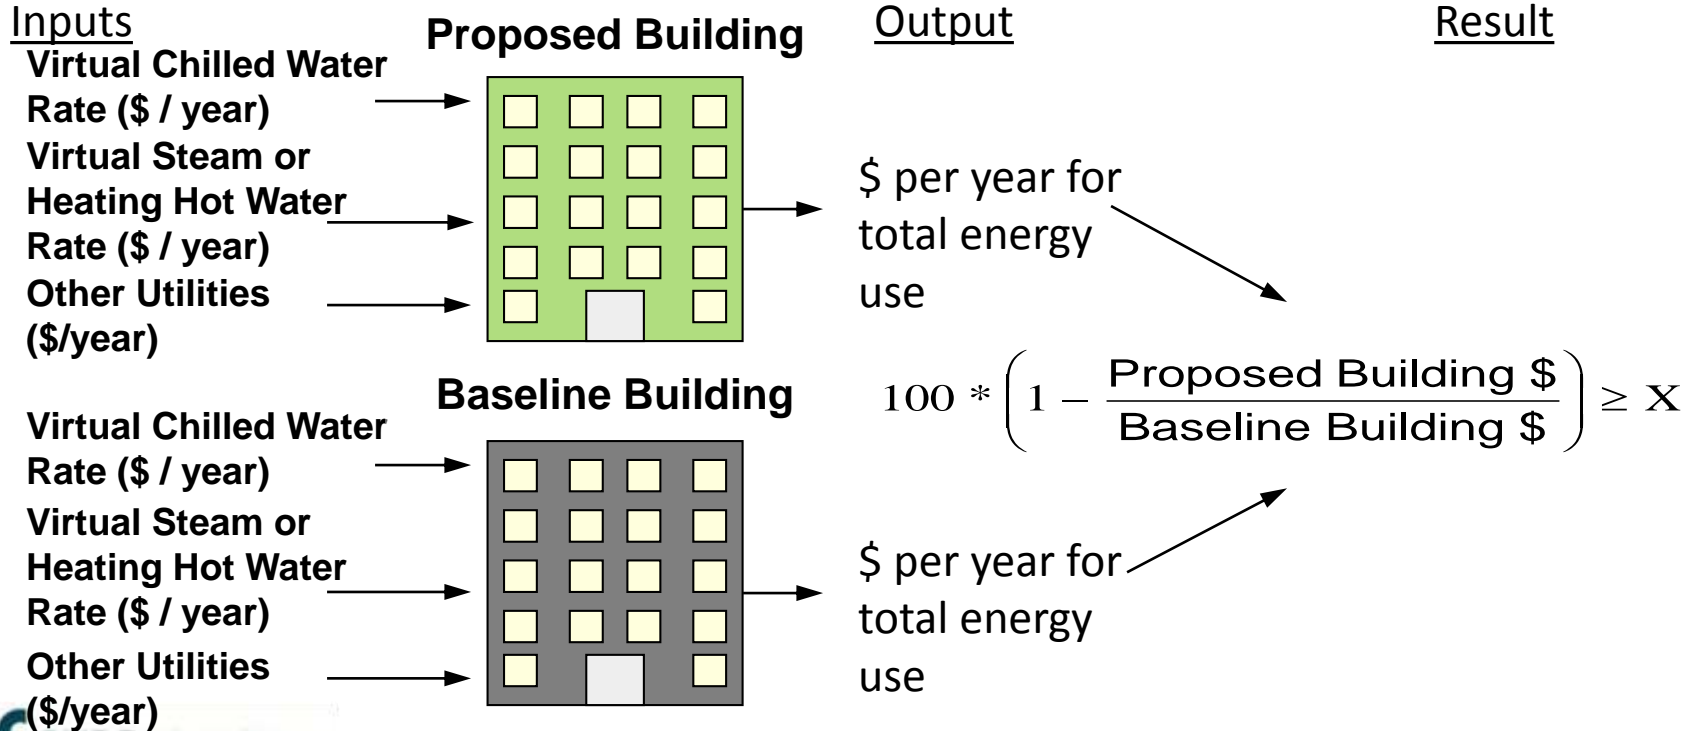 Inputs
Virtual Chilled Water
Rate ($ / year)
Virtual Steam or
Heating Hot Water
Rate ($ / year)
Other Utilities
($/year)
Proposed Building
Output
$ per year for
total energy
use
Result
100 * (1 − Proposed Building $ / Baseline Building $) ≥ X
Baseline Building
Virtual Chilled Water
Rate ($ / year)
Virtual Steam or
Heating Hot Water
Rate ($ / year)
Other Utilities
($/year)
$ per year for
total energy
use